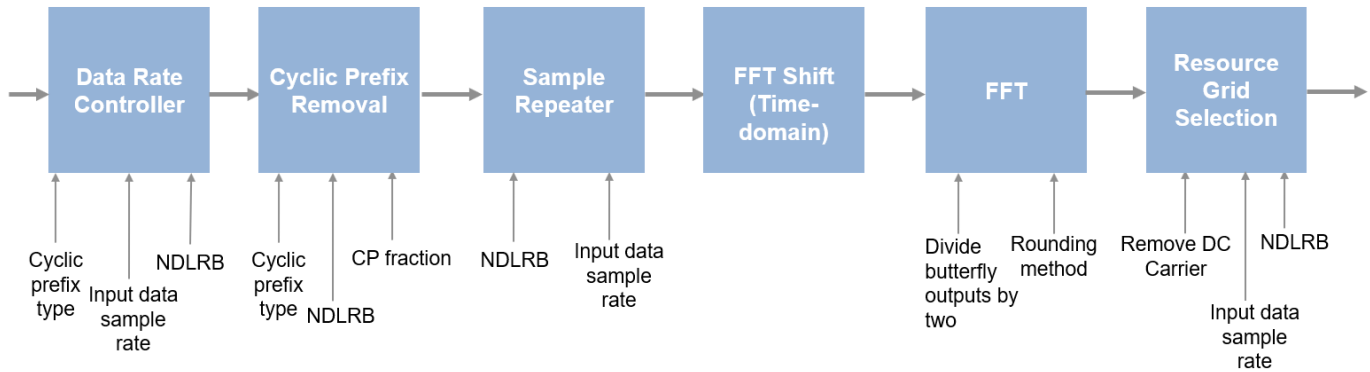 Data Rate
Controller
Cyclic Prefix
Removal
Sample
Repeater
FFT Shift
(Time-
domain)
FFT
Resource
Grid
Selection
Cyclic
prefix
type
Input data
sample
rate
NDLRB
Cyclic
prefix
type
NDLRB
CP fraction
NDLRB
Input data
sample
rate
Divide
butterfly
outputs by
two
Rounding
method
Remove DC
Carrier
Input data
sample
rate
NDLRB